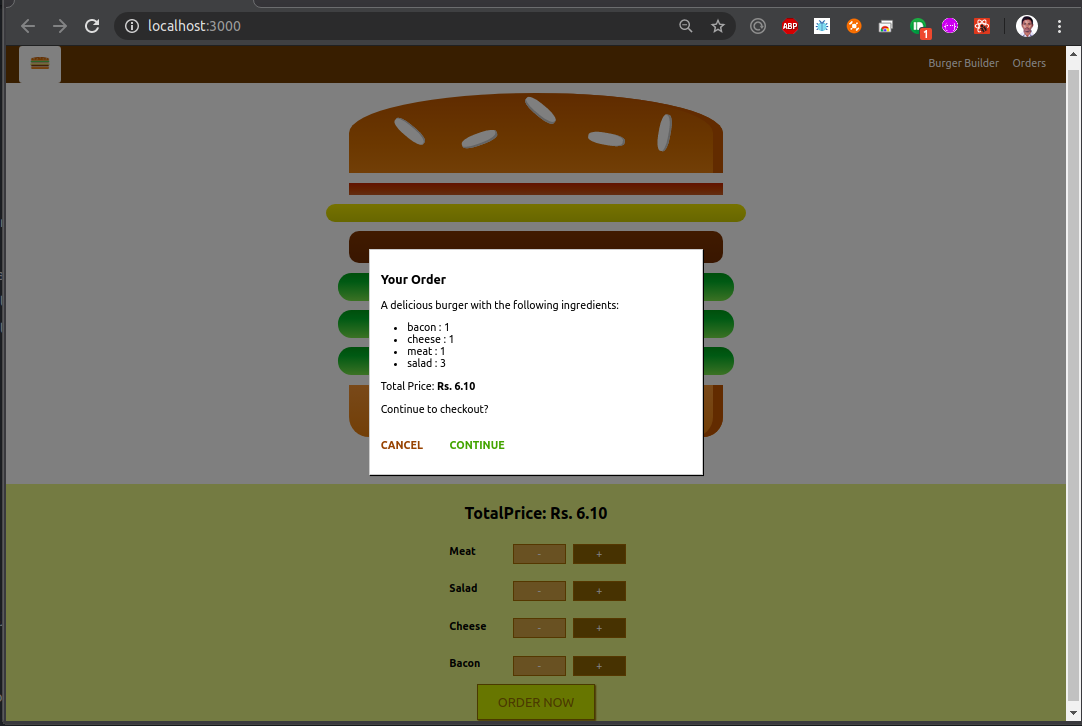 localhost:3000
ABP
1
Burger Builder Orders
Your Order
A delicious burger with the following ingredients:
• bacon : 1
• cheese : 1
• meat : 1
• salad : 3
Total Price: Rs. 6.10
Continue to checkout?
CANCEL CONTINUE
TotalPrice: Rs. 6.10
Meat - +
Salad - +
Cheese - +
Bacon - +
ORDER NOW